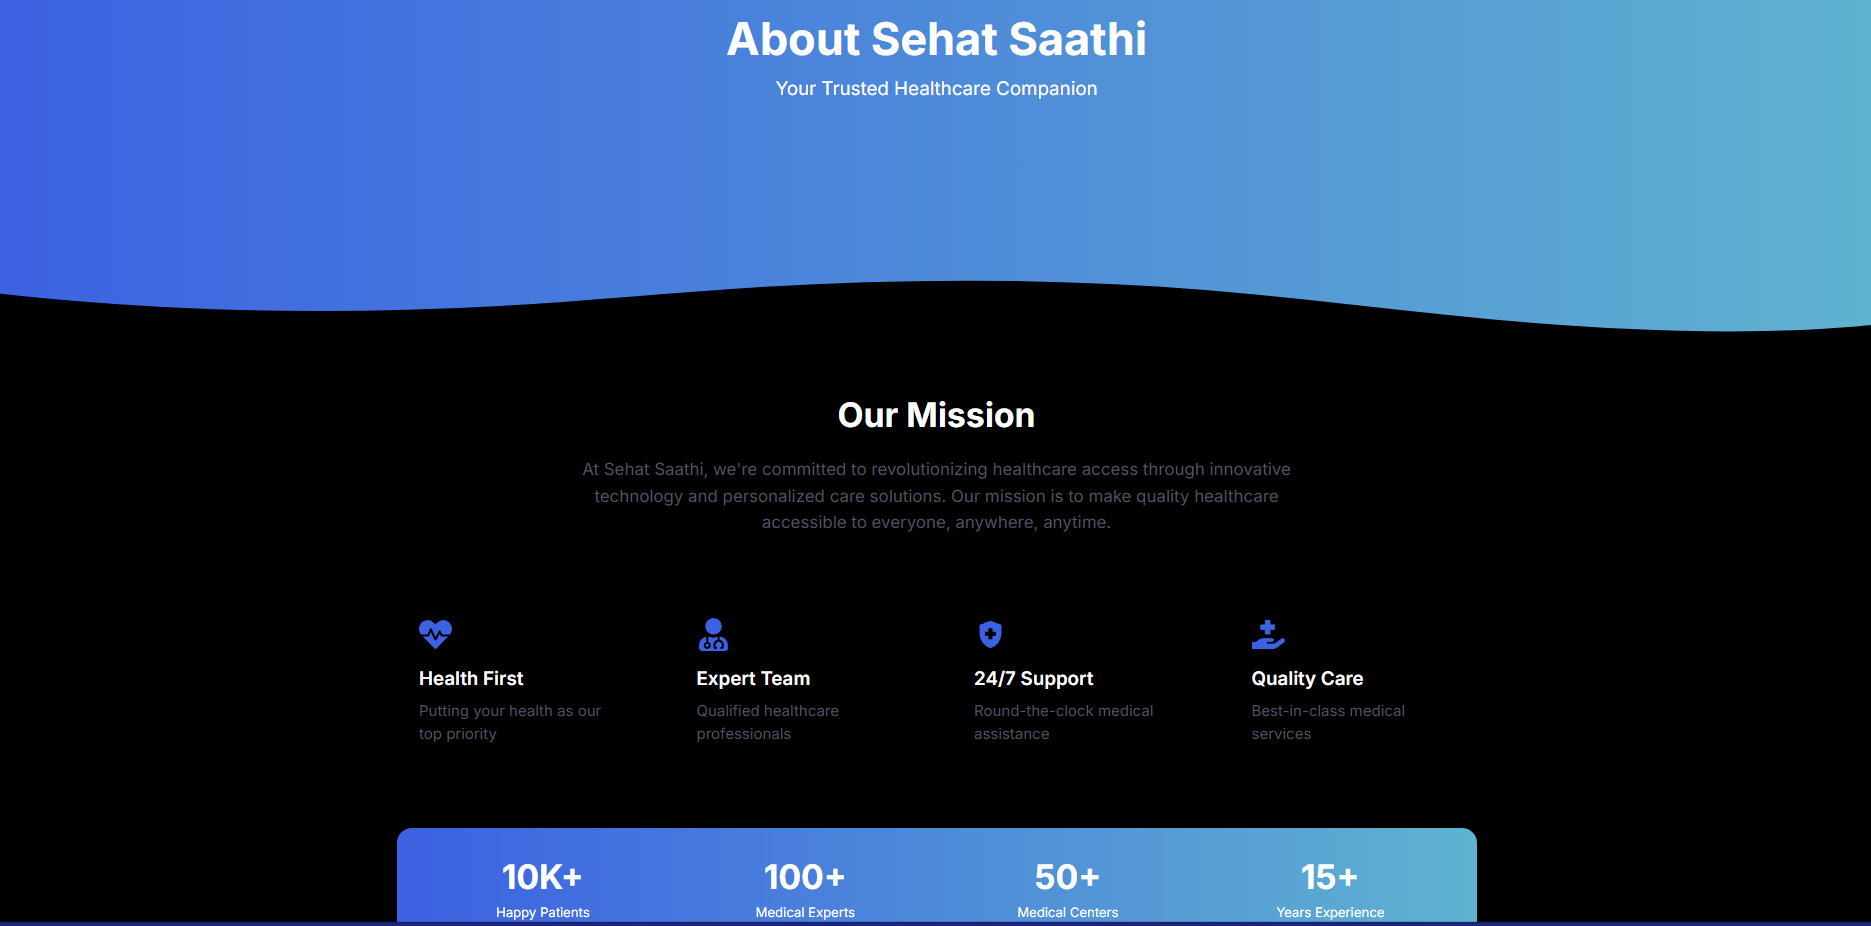 About Sehat Saathi
Your Trusted Healthcare Companion
Our Mission
At Sehat Saathi, we're committed to revolutionizing healthcare access through innovative
technology and personalized care solutions. Our mission is to make quality healthcare
accessible to everyone, anywhere, anytime.
Health First
Putting your health as our
top priority
Expert Team
Qualified healthcare
professionals
24/7 Support
Round-the-clock medical
assistance
Quality Care
Best-in-class medical
services
10K+
Happy Patients
100+
Medical Experts
50+
Medical Centers
15+
Years Experience